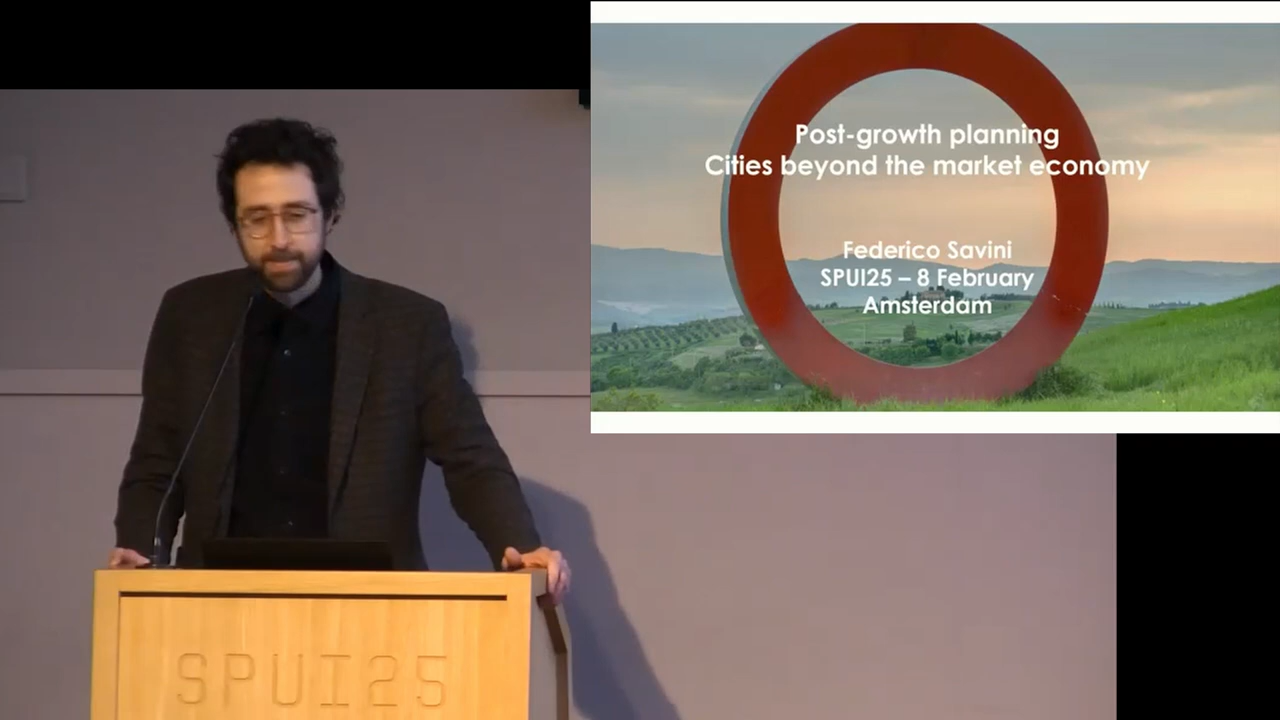 Post-growth planning
Cities beyond the market economy
Federico Savini
SPUI25 – 8 February
Amsterdam
SPUI25